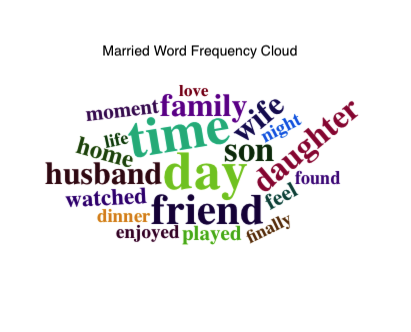 Married Word Frequency Cloud
love
moment family wife
night
life time
home son daughter
husband day
feel found
watched
dinner friend
enjoyed played finally